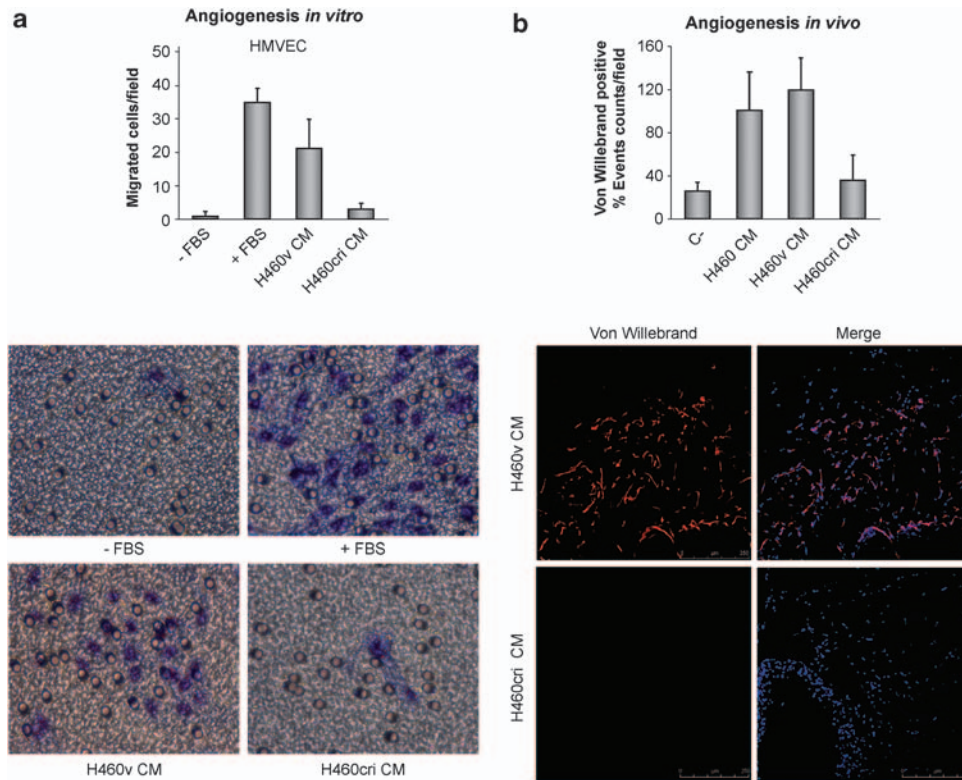 a
Angiogenesis in vitro
HMVEC
Migrated cells/field
50
40
30
20
10
0
- FBS
+ FBS
H460v CM
H460cri CM
- FBS
+ FBS
H460v CM
H460cri CM
b
Angiogenesis in vivo
Von Willebrand positive
% Events counts/field
160
120
80
40
0
C-
H460 CM
H460v CM
H460cri CM
Von Willebrand
Merge
H460v CM
H460cri CM